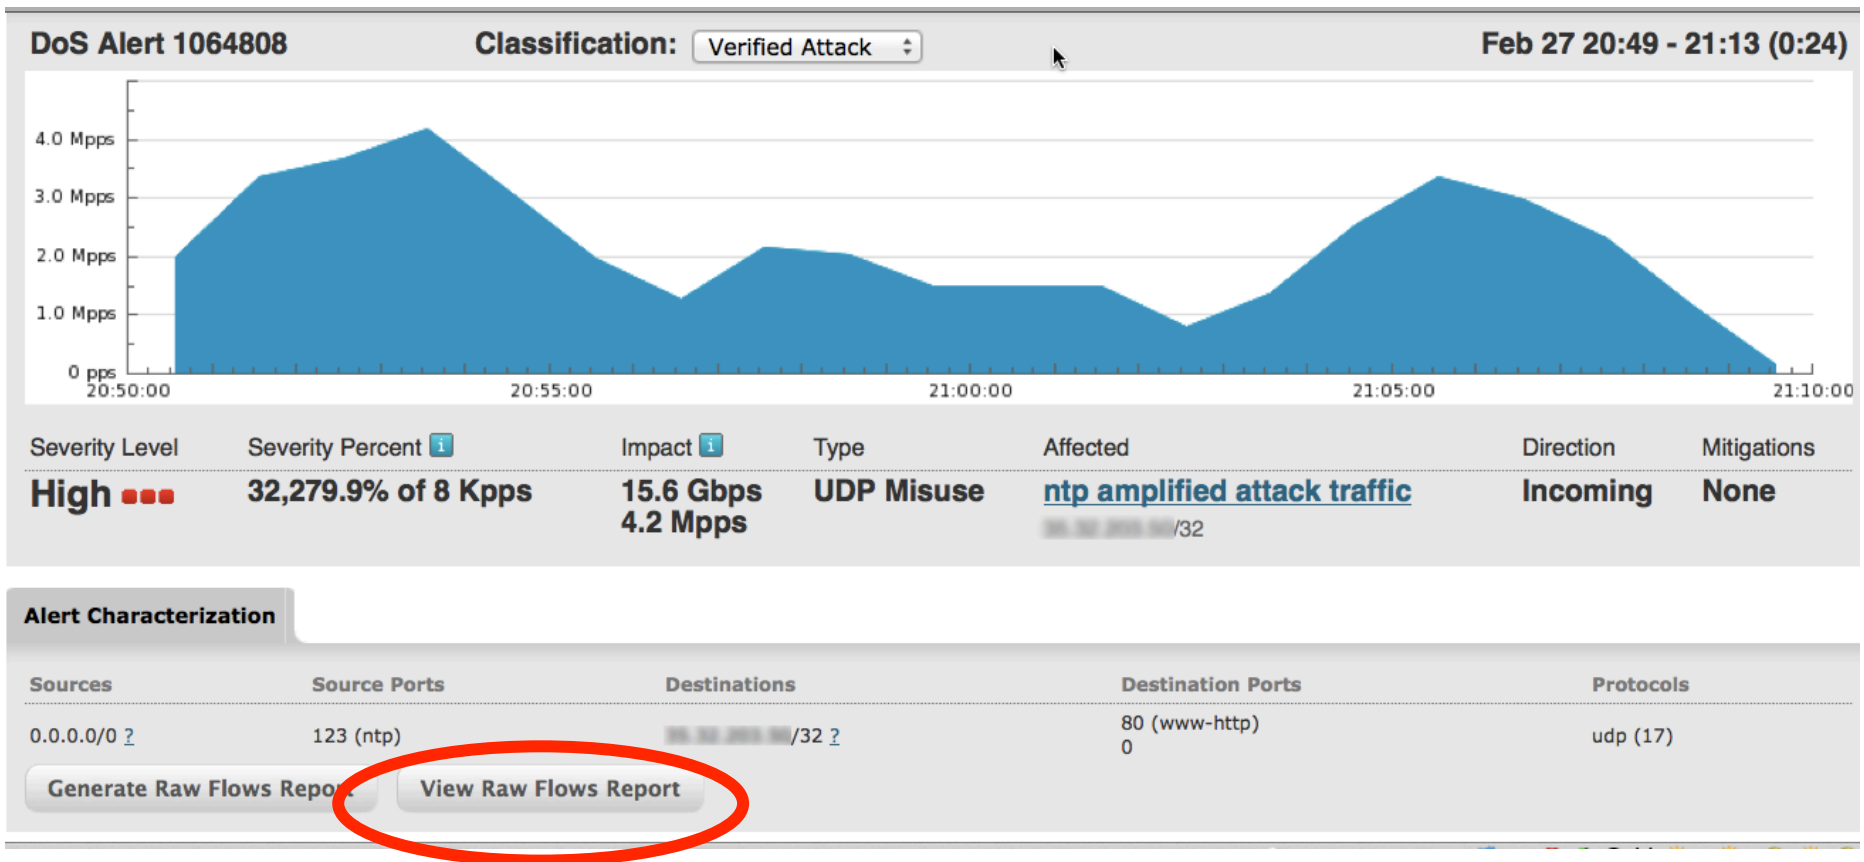 DoS Alert 1064808 Classification: Verified Attack Feb 27 20:49 - 21:13 (0:24)
4.0 Mpps
3.0 Mpps
2.0 Mpps
1.0 Mpps
0 pps
20:50:00 20:55:00 21:00:00 21:05:00 21:10:00
Severity Level Severity Percent i Impact i Type Affected Direction Mitigations
High 32,279.9% of 8 Kpps 15.6 Gbps UDP Misuse ntp amplified attack traffic Incoming None
4.2 Mpps /32
Alert Characterization
Sources Source Ports Destinations Destination Ports Protocols
0.0.0.0/0 ? 123 (ntp) /32 ? 80 (www-http) udp (17)
0
Generate Raw Flows Report View Raw Flows Report